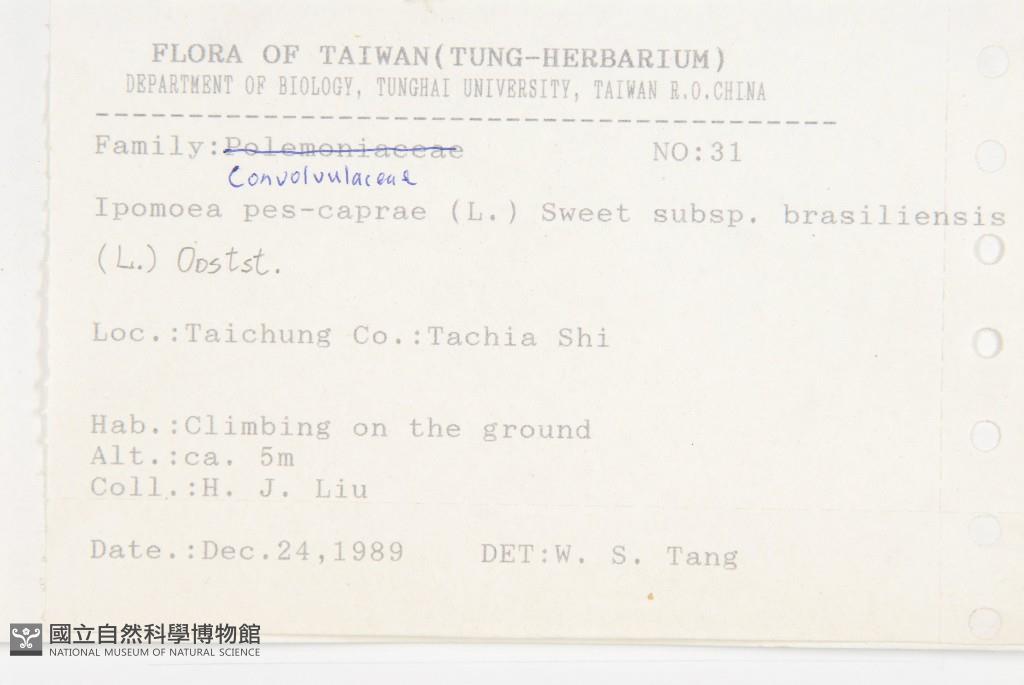 FLORA OF TAIWAN(TUNG-HERBARIUM)
DEPARTMENT OF BIOLOGY, TUNGHAI UNIVERSITY, TAIWAN R.O.CHINA
----------------------------------------
Family:Polemoniaceae NO:31
Convolvulaceae
Ipomoea pes-caprae (L.) Sweet subsp. brasiliensis
(L.) Oostst.
Loc.:Taichung Co.:Tachia Shi
Hab.:Climbing on the ground
Alt.:ca. 5m
Coll.:H. J. Liu
Date.:Dec.24,1989 DET:W. S. Tang
國立自然科學博物館
NATIONAL MUSEUM OF NATURAL SCIENCE